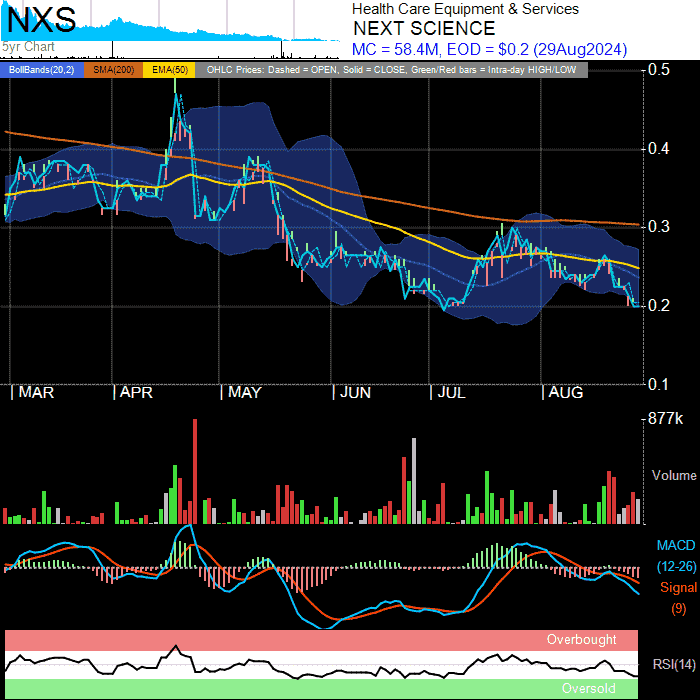 NXS
5yr Chart
Health Care Equipment & Services
NEXT SCIENCE
MC = 58.4M, EOD = $0.2 (29Aug2024)
BollBands(20,2) SMA(200) EMA(50) OHLC Prices: Dashed = OPEN, Solid = CLOSE, Green/Red bars = Intra-day HIGH/LOW
0.5
0.4
0.3
0.2
0.1
MAR APR MAY JUN JUL AUG
877k
Volume
MACD
(12-26)
Signal
(9)
Overbought
RSI(14)
Oversold